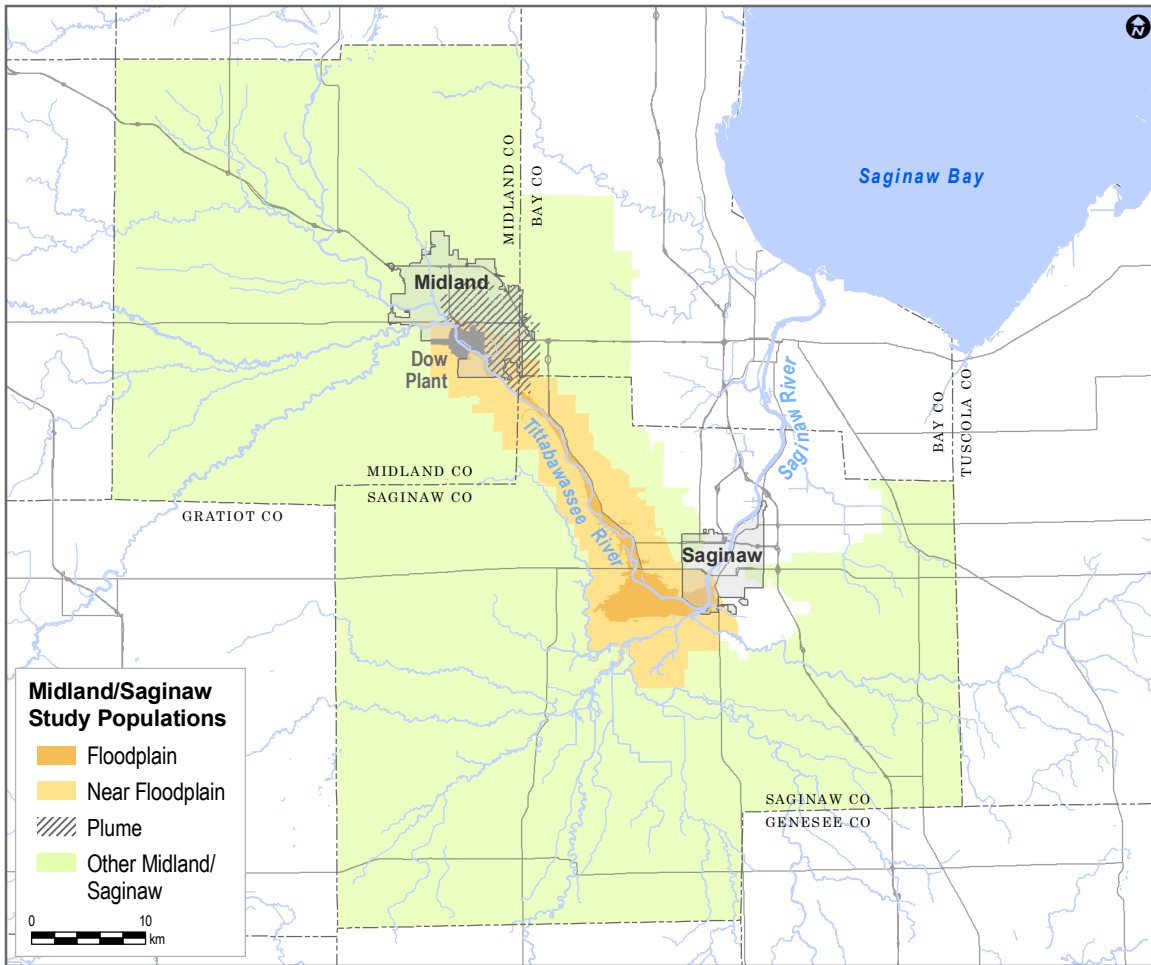 N
Saginaw Bay
MIDLAND CO
BAY CO
Midland
Dow
Plant
Tittabawassee River
Saginaw River
BAY CO
TUSCOLA CO
MIDLAND CO
SAGINAW CO
GRATIOT CO
Saginaw
SAGINAW CO
GENESEE CO
Midland/Saginaw
Study Populations
Floodplain
Near Floodplain
Plume
Other Midland/
Saginaw
0 10
km